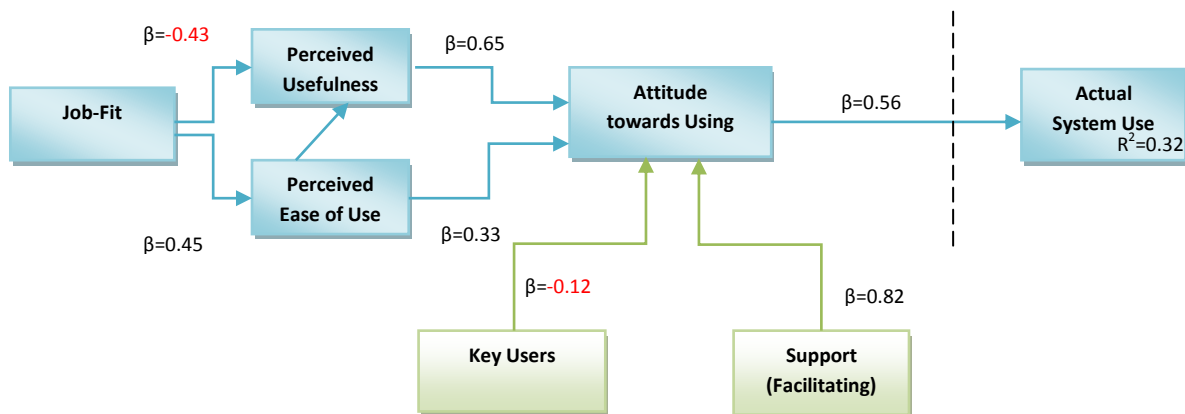 β=-0.43
Perceived
Usefulness
β=0.65
Job-Fit
Attitude
towards Using
β=0.56
Actual
System Use
R²=0.32
Perceived
Ease of Use
β=0.45
β=0.33
β=-0.12
β=0.82
Key Users
Support
(Facilitating)